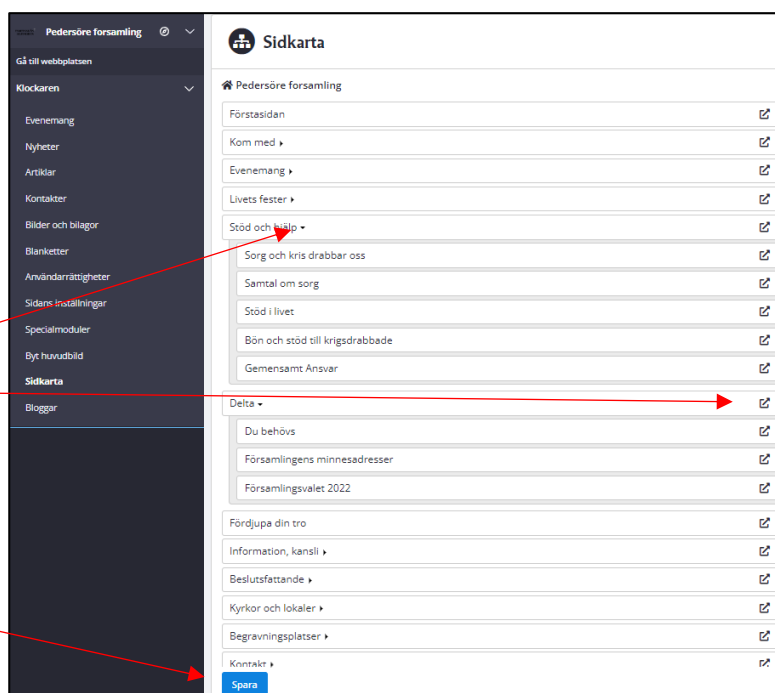 Pedersöre forsamling
Gå till webbplatsen
Klockaren
Evenemang
Nyheter
Artiklar
Kontakter
Bilder och bilagor
Blanketter
Användarrättigheter
Sidans inställningar
Specialmoduler
Byt huvudbild
Sidkarta
Bloggar
Sidkarta
Pedersöre forsamling
Förstasidan
Kom med
Evenemang
Livets fester
Stöd och hjälp
Sorg och kris drabbar oss
Samtal om sorg
Stöd i livet
Bön och stöd till krigsdrabbade
Gemensamt Ansvar
Delta
Du behövs
Församlingens minnesadresser
Församlingsvalet 2022
Fördjupa din tro
Information, kansli
Beslutsfattande
Kyrkor och lokaler
Begravningsplatser
Kontakt
Spara